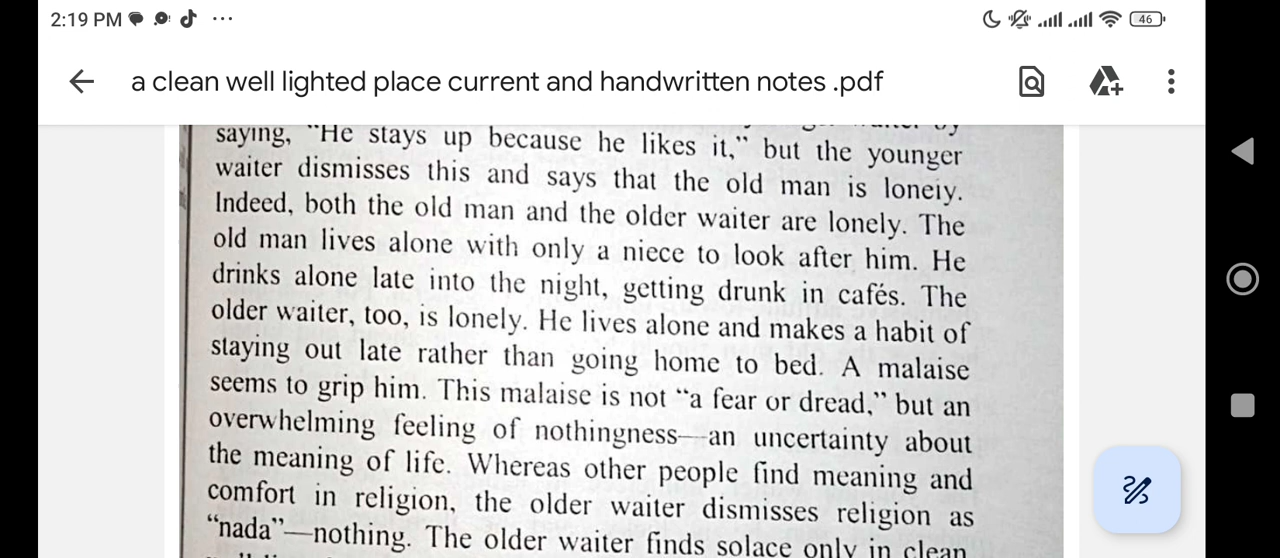 2:19 PM
46
a clean well lighted place current and handwritten notes .pdf
saying, "He stays up because he likes it," but the younger
waiter dismisses this and says that the old man is lonely.
Indeed, both the old man and the older waiter are lonely. The
old man lives alone with only a niece to look after him. He
drinks alone late into the night, getting drunk in cafés. The
older waiter, too, is lonely. He lives alone and makes a habit of
staying out late rather than going home to bed. A malaise
seems to grip him. This malaise is not "a fear or dread," but an
overwhelming feeling of nothingness—an uncertainty about
the meaning of life. Whereas other people find meaning and
comfort in religion, the older waiter dismisses religion as
"nada"—nothing. The older waiter finds solace only in clean